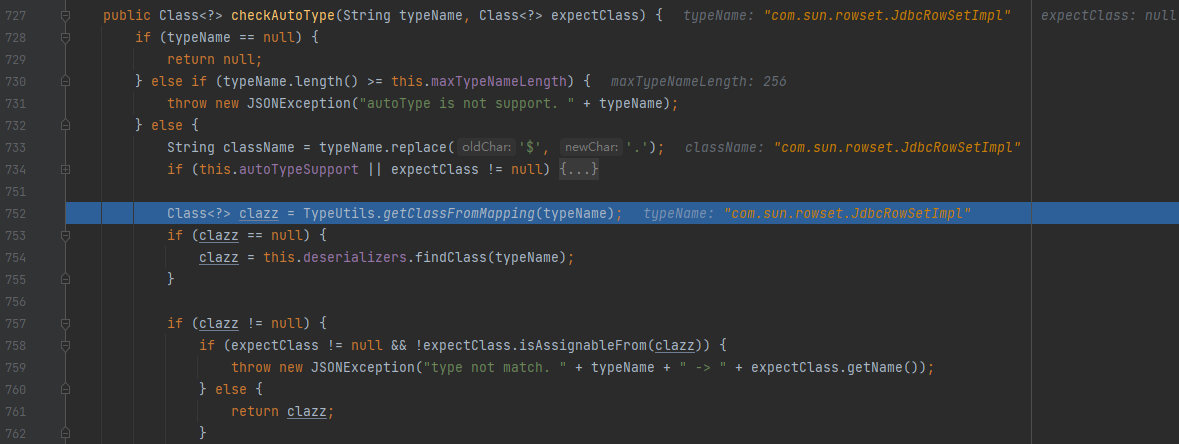 727 public Class<?> checkAutoType(String typeName, Class<?> expectClass) { typeName: "com.sun.rowset.JdbcRowSetImpl" expectClass: null
728 if (typeName == null) {
729 return null;
730 } else if (typeName.length() >= this.maxTypeNameLength) { maxTypeNameLength: 256
731 throw new JSONException("autoType is not support. " + typeName);
732 } else {
733 String className = typeName.replace( oldChar: '$', newChar: '.'); className: "com.sun.rowset.JdbcRowSetImpl"
734 if (this.autoTypeSupport || expectClass != null) {...}
751
752 Class<?> clazz = TypeUtils.getClassFromMapping(typeName); typeName: "com.sun.rowset.JdbcRowSetImpl"
753 if (clazz == null) {
754 clazz = this.deserializers.findClass(typeName);
755 }
756
757 if (clazz != null) {
758 if (expectClass != null && !expectClass.isAssignableFrom(clazz)) {
759 throw new JSONException("type not match. " + typeName + " -> " + expectClass.getName());
760 } else {
761 return clazz;
762 }